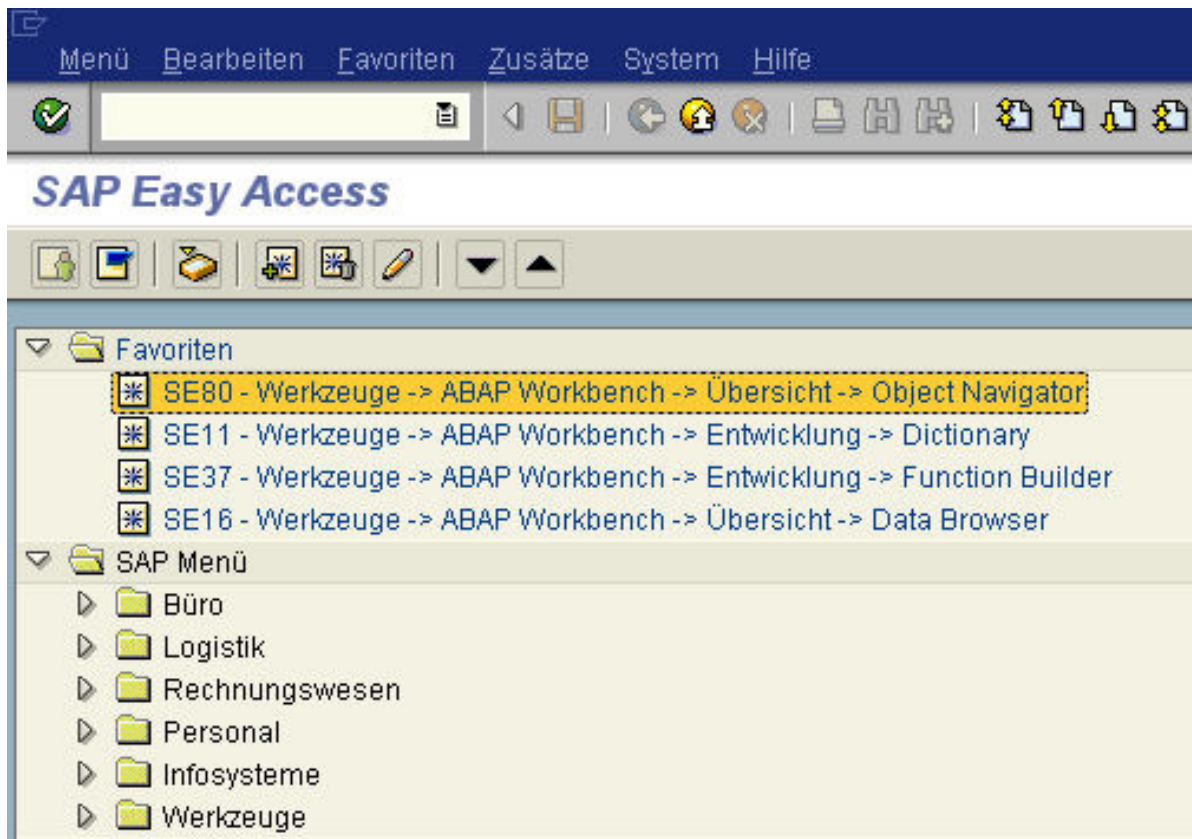 Menü Bearbeiten Favoriten Zusätze System Hilfe
SAP Easy Access
Favoriten
SE80 - Werkzeuge -> ABAP Workbench -> Übersicht -> Object Navigator
SE11 - Werkzeuge -> ABAP Workbench -> Entwicklung -> Dictionary
SE37 - Werkzeuge -> ABAP Workbench -> Entwicklung -> Function Builder
SE16 - Werkzeuge -> ABAP Workbench -> Übersicht -> Data Browser
SAP Menü
Büro
Logistik
Rechnungswesen
Personal
Infosysteme
Werkzeuge